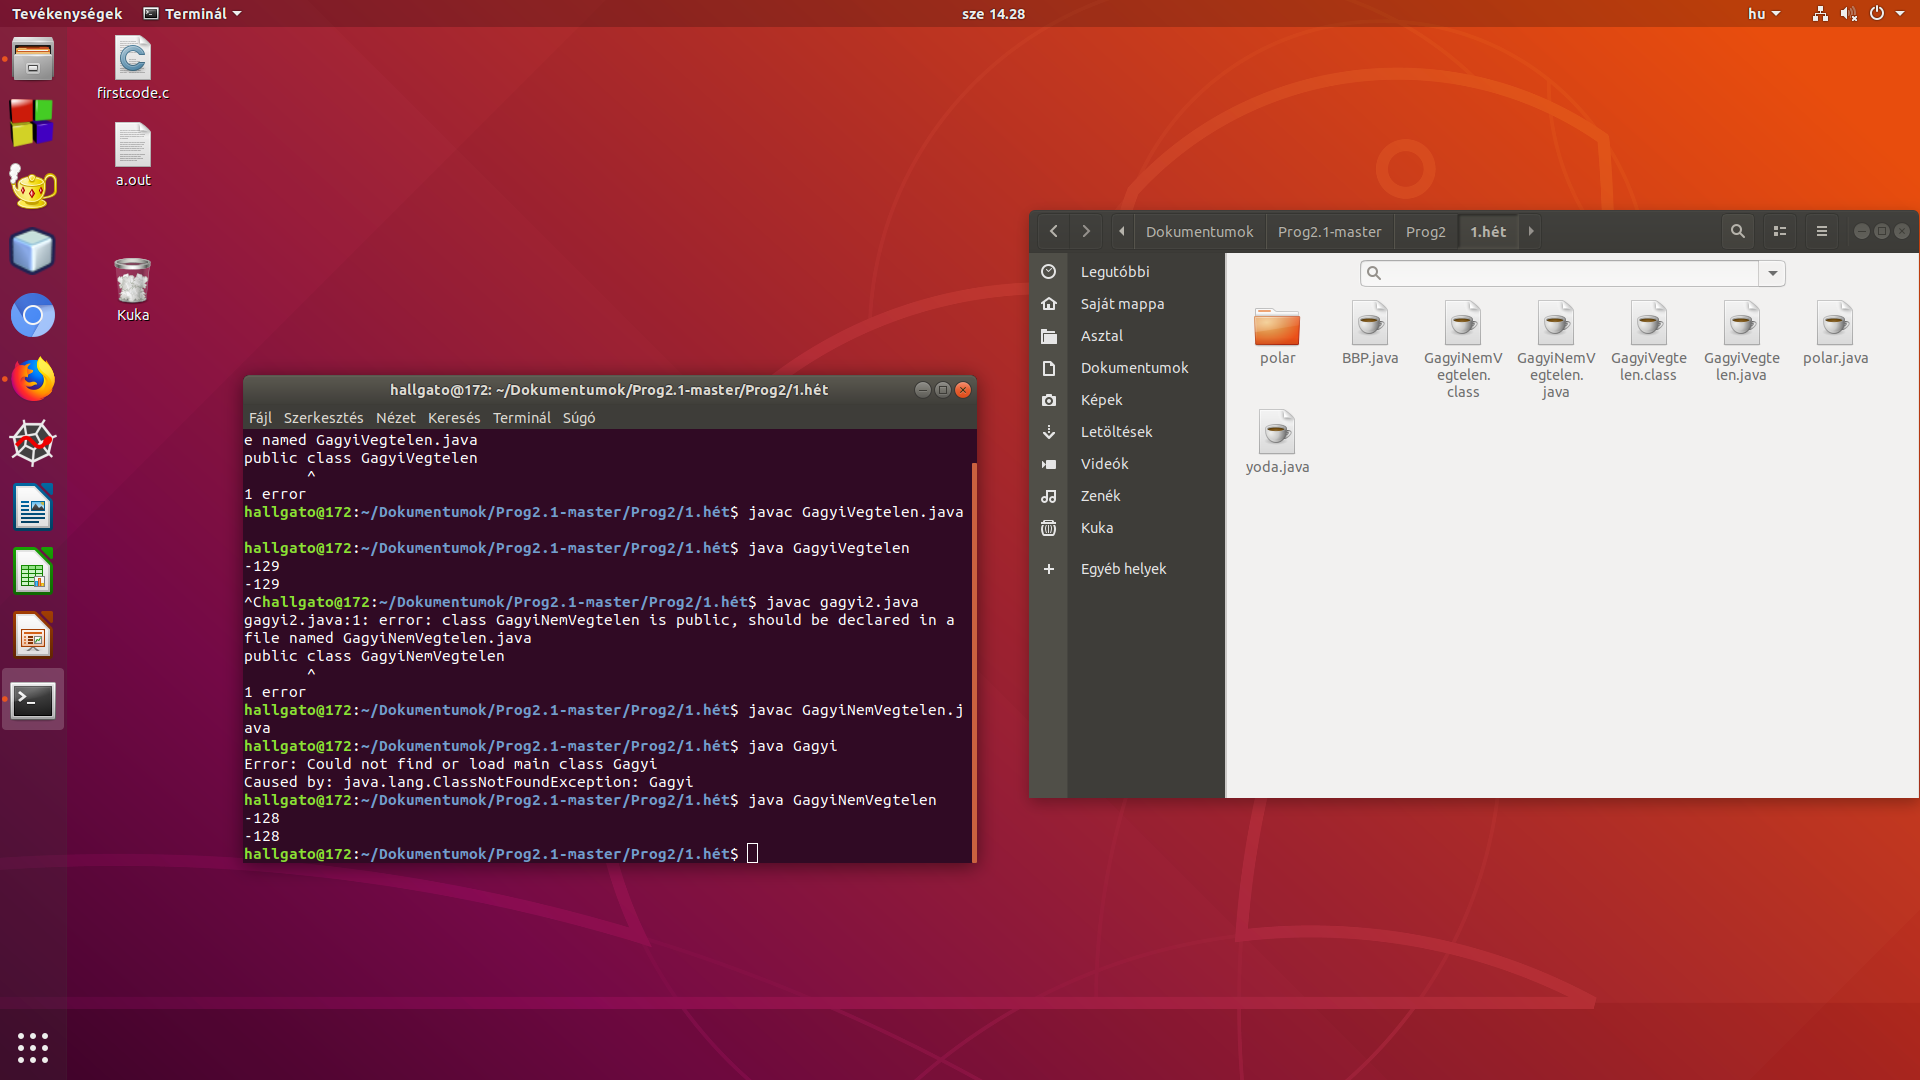 Tevékenységek
Terminál
sze 14.28
hu
firstcode.c
a.out
Kuka
hallgato@172: ~/Dokumentumok/Prog2.1-master/Prog2/1.hét
Fájl Szerkesztés Nézet Keresés Terminál Súgó
e named GagyiVegtelen.java
public class GagyiVegtelen
^
1 error
hallgato@172:~/Dokumentumok/Prog2.1-master/Prog2/1.hét$ javac GagyiVegtelen.java
hallgato@172:~/Dokumentumok/Prog2.1-master/Prog2/1.hét$ java GagyiVegtelen
-129
-129
^Challgato@172:~/Dokumentumok/Prog2.1-master/Prog2/1.hét$ javac gagyi2.java
gagyi2.java:1: error: class GagyiNemVegtelen is public, should be declared in a
file named GagyiNemVegtelen.java
public class GagyiNemVegtelen
^
1 error
hallgato@172:~/Dokumentumok/Prog2.1-master/Prog2/1.hét$ javac GagyiNemVegtelen.j
ava
hallgato@172:~/Dokumentumok/Prog2.1-master/Prog2/1.hét$ java Gagyi
Error: Could not find or load main class Gagyi
Caused by: java.lang.ClassNotFoundException: Gagyi
hallgato@172:~/Dokumentumok/Prog2.1-master/Prog2/1.hét$ java GagyiNemVegtelen
-128
-128
hallgato@172:~/Dokumentumok/Prog2.1-master/Prog2/1.hét$
Dokumentumok Prog2.1-master Prog2 1.hét
Legutóbbi
Saját mappa
Asztal
Dokumentumok
Képek
Letöltések
Videók
Zenék
Kuka
Egyéb helyek
polar
BBP.java
GagyiNemV
egtelen.
class
GagyiNemV
egtelen.
java
GagyiVegte
len.class
GagyiVegte
len.java
polar.java
yoda.java